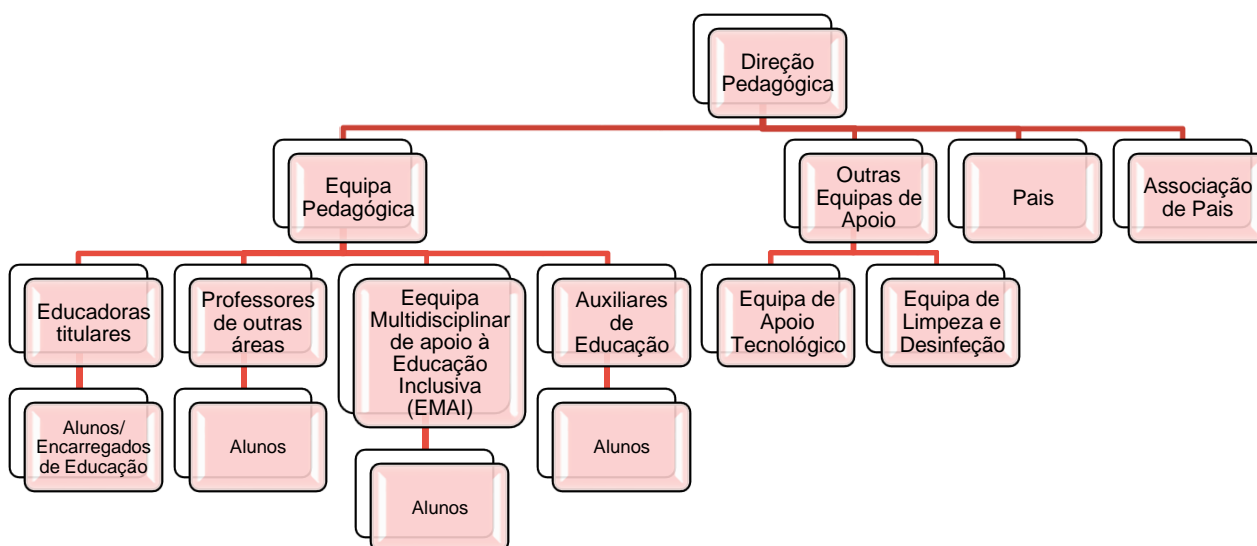 Direção
Pedagógica
Equipa
Pedagógica
Outras
Equipas de
Apoio
Pais
Associação
de Pais
Educadoras
titulares
Professores
de outras
áreas
Eequipa
Multidisciplinar
de apoio à
Educação
Inclusiva
(EMAI)
Auxiliares
de
Educação
Equipa de
Apoio
Tecnológico
Equipa de
Limpeza e
Desinfeção
Alunos/
Encarregados
de Educação
Alunos
Alunos
Alunos